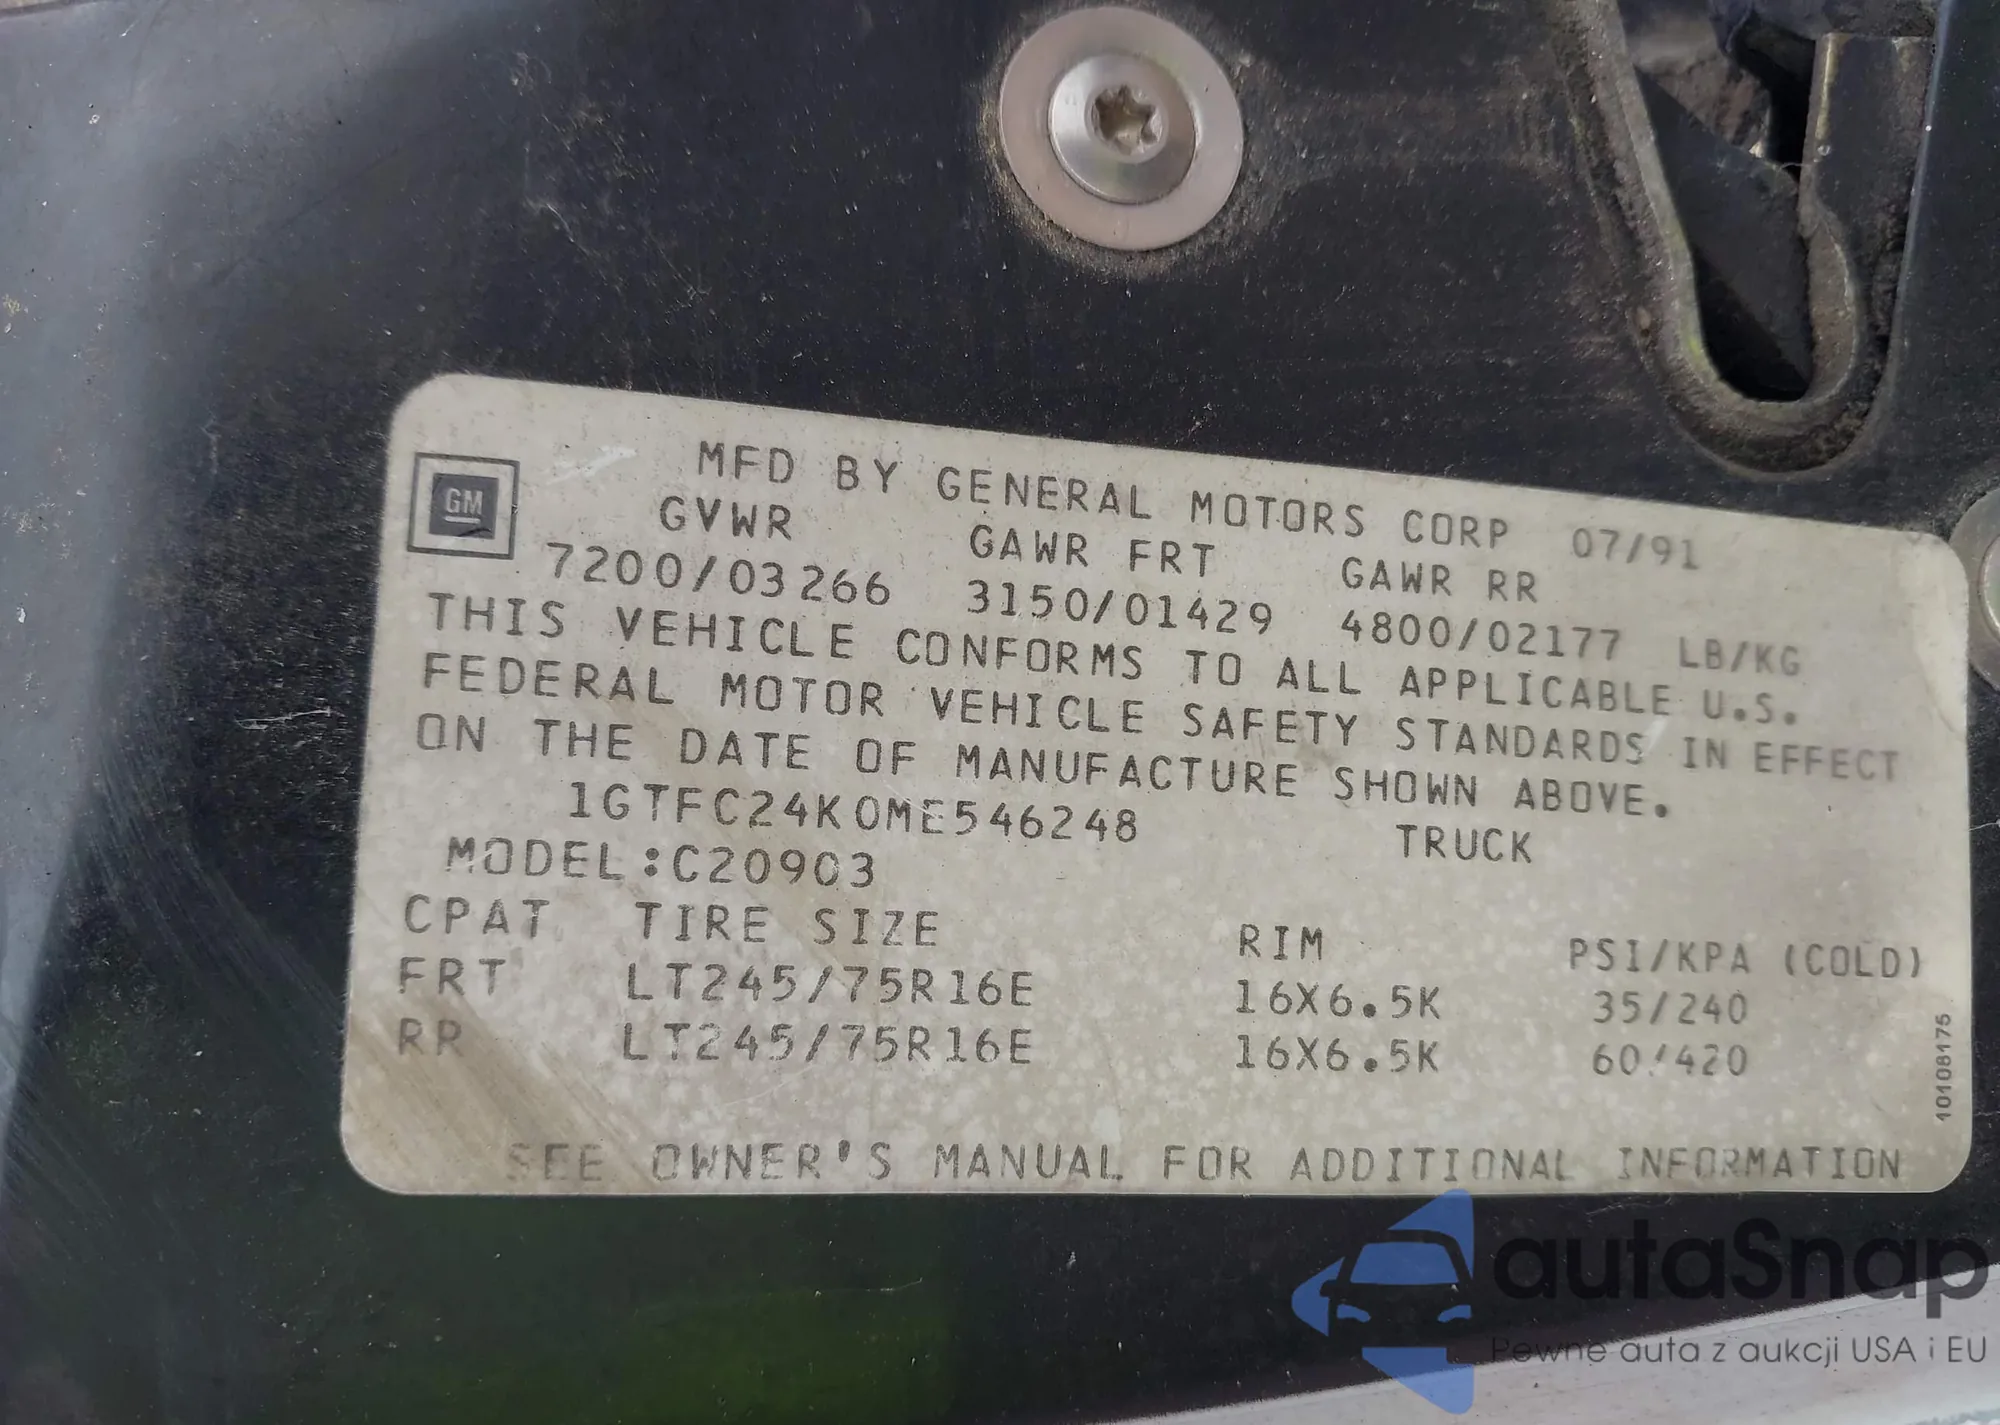 GM
MFD BY GENERAL MOTORS CORP 07/91
GVWR GAWR FRT GAWR RR
7200/03266 3150/01429 4800/02177 LB/KG
THIS VEHICLE CONFORMS TO ALL APPLICABLE U.S.
FEDERAL MOTOR VEHICLE SAFETY STANDARDS IN EFFECT
ON THE DATE OF MANUFACTURE SHOWN ABOVE.
1GTFC24K0ME546248 TRUCK
MODEL:C20903
CPAT TIRE SIZE RIM PSI/KPA (COLD)
FRT LT245/75R16E 16X6.5K 35/240
RR LT245/75R16E 16X6.5K 60/420
10108175
SEE OWNER'S MANUAL FOR ADDITIONAL INFORMATION
autaSnap
Pewne auta z aukcji USA i EU